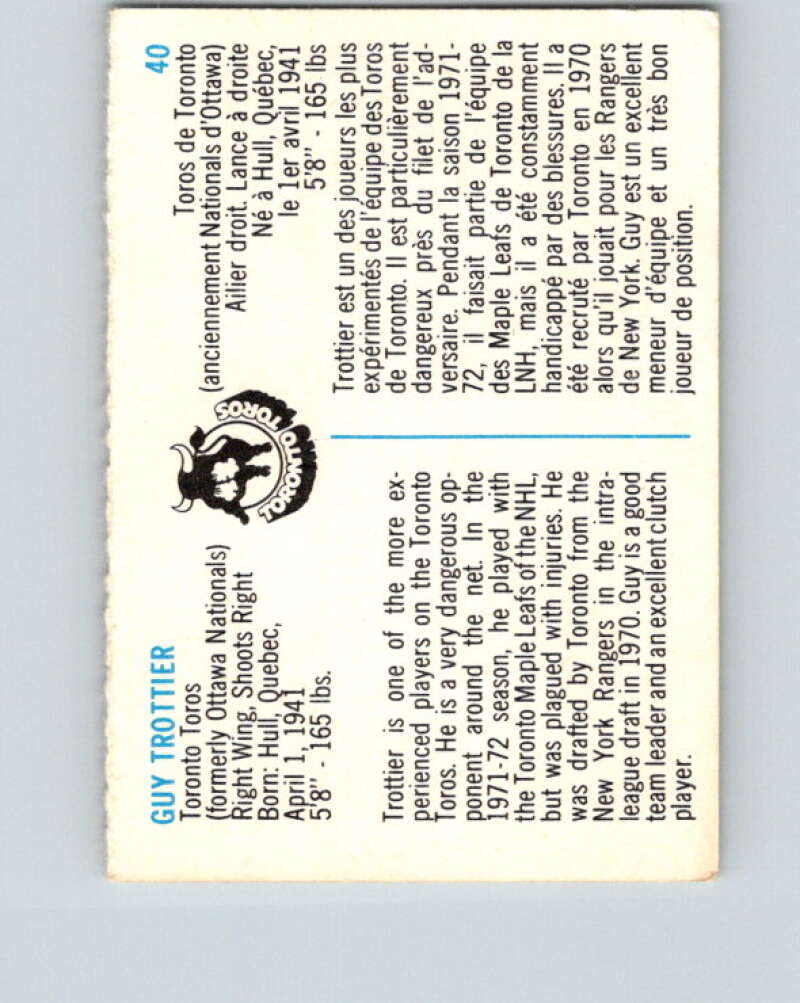 GUY TROTTIER
Toronto Toros
(formerly Ottawa Nationals)
Right Wing, Shoots Right
Born: Hull, Quebec,
April 1, 1941
5'8" - 165 lbs.
TORONTO TOROS
40
Toros de Toronto
(anciennement Nationals d'Ottawa)
Ailier droit. Lance à droite
Né à Hull, Québec,
le 1er avril 1941
5'8" - 165 lbs
Trottier is one of the more ex-
perienced players on the Toronto
Toros. He is a very dangerous op-
ponent around the net. In the
1971-72 season, he played with
the Toronto Maple Leafs of the NHL,
but was plagued with injuries. He
was drafted by Toronto from the
New York Rangers in the intra-
league draft in 1970. Guy is a good
team leader and an excellent clutch
player.
Trottier est un des joueurs les plus
expérimentés de l'équipe des Toros
de Toronto. Il est particulièrement
dangereux près du filet de l'ad-
versaire. Pendant la saison 1971-
72, il faisait partie de l'équipe
des Maple Leafs de Toronto de la
LNH, mais il a été constamment
handicappé par des blessures. Il a
été recruté par Toronto en 1970
alors qu'il jouait pour les Rangers
de New York. Guy est un excellent
meneur d'équipe et un très bon
joueur de position.